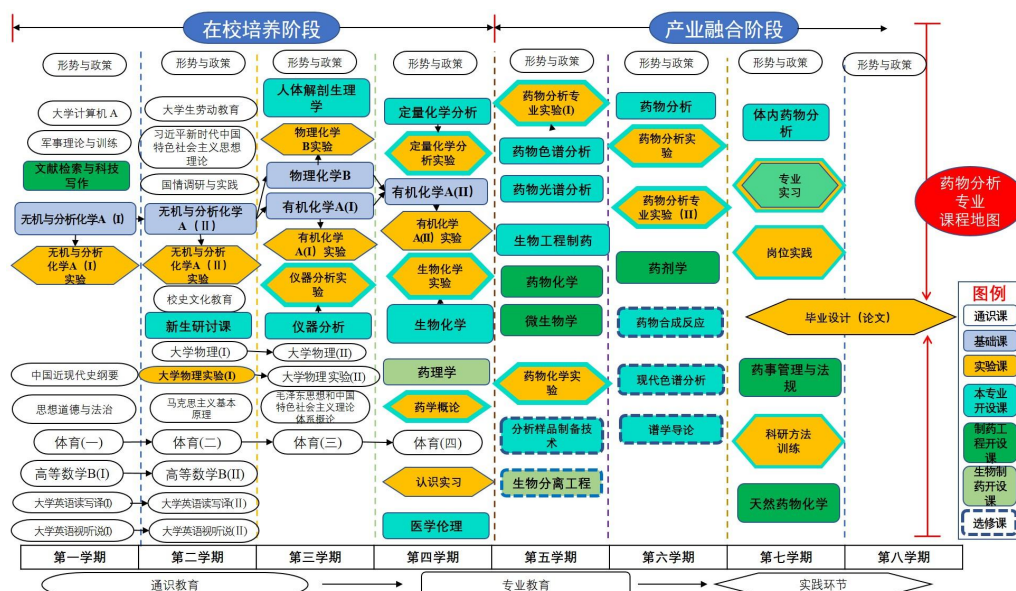 在校培养阶段
产业融合阶段
形势与政策
大学计算机 A
军事理论与训练
文献检索与科技
写作
无机与分析化学A (I)
无机与分析
化学A（I）
实验
中国近现代史纲要
思想道德与法治
体育(一)
高等数学B(I)
大学英语读写译(I)
大学英语视听说(I)
形势与政策
大学生劳动教育
习近平新时代中国
特色社会主义思想
理论
国情调研与实践
无机与分析化学
A（II）
无机与分析
化学A（II）
实验
校史文化教育
新生研讨课
大学物理(I)
大学物理实验(I)
马克思主义基本
原理
体育(二)
高等数学B(II)
大学英语读写译(II)
大学英语视听说(II)
形势与政策
人体解剖生理
学
物理化学
B实验
物理化学B
有机化学A(I)
有机化学
A(I）实验
仪器分析实
验
仪器分析
大学物理(II)
大学物理实验(II)
毛泽东思想和中国
特色社会主义理论
体系概论
体育(三)
形势与政策
定量化学分析
定量化学分
析实验
有机化学A(II)
有机化学
A(II) 实验
生物化学实
验
生物化学
药理学
药学概论
体育(四)
认识实习
医学伦理
形势与政策
药物分析专
业实验(I)
药物色谱分析
药物光谱分析
生物工程制药
药物化学
微生物学
药物化学实
验
分析样品制备技
术
生物分离工程
形势与政策
药物分析
药物分析实
验
药物分析专
业实验（II）
药剂学
药物合成反应
现代色谱分析
谱学导论
形势与政策
体内药物分
析
专业
实习
岗位实践
毕业设计（论文）
药事管理与法
规
科研方法
训练
天然药物化学
形势与政策
药物分析
专业
课程地图
图例
通识课
基础课
实验课
本专业
开设课
制药工
程开设
课
生物制
药开设
课
选修课
第一学期
第二学期
第三学期
第四学期
第五学期
第六学期
第七学期
第八学期
通识教育
专业教育
实践环节